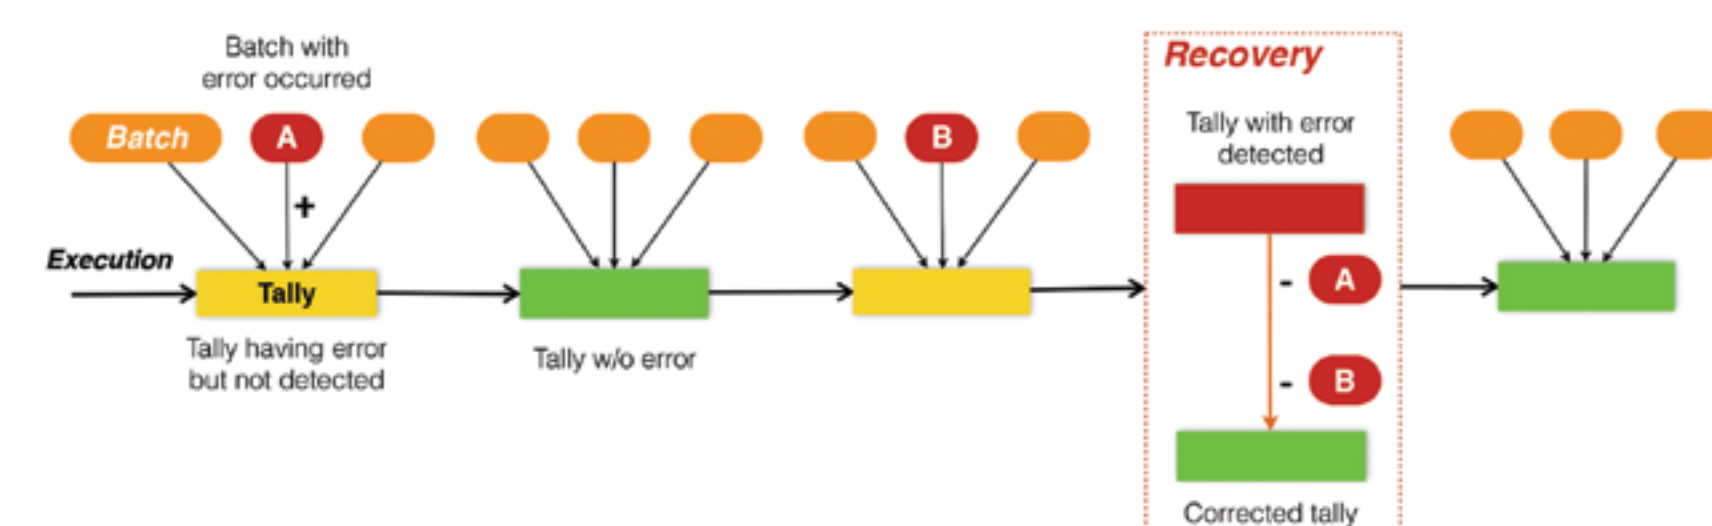 Batch with
error occurred
Batch
A
+
Execution
Tally
Tally having error
but not detected
Tally w/o error
B
Recovery
Tally with error
detected
- A
- B
Corrected tally